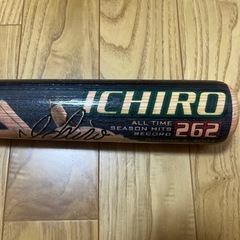 ICHIRO
ALL TIME
SEASON HITS
RECORD
262